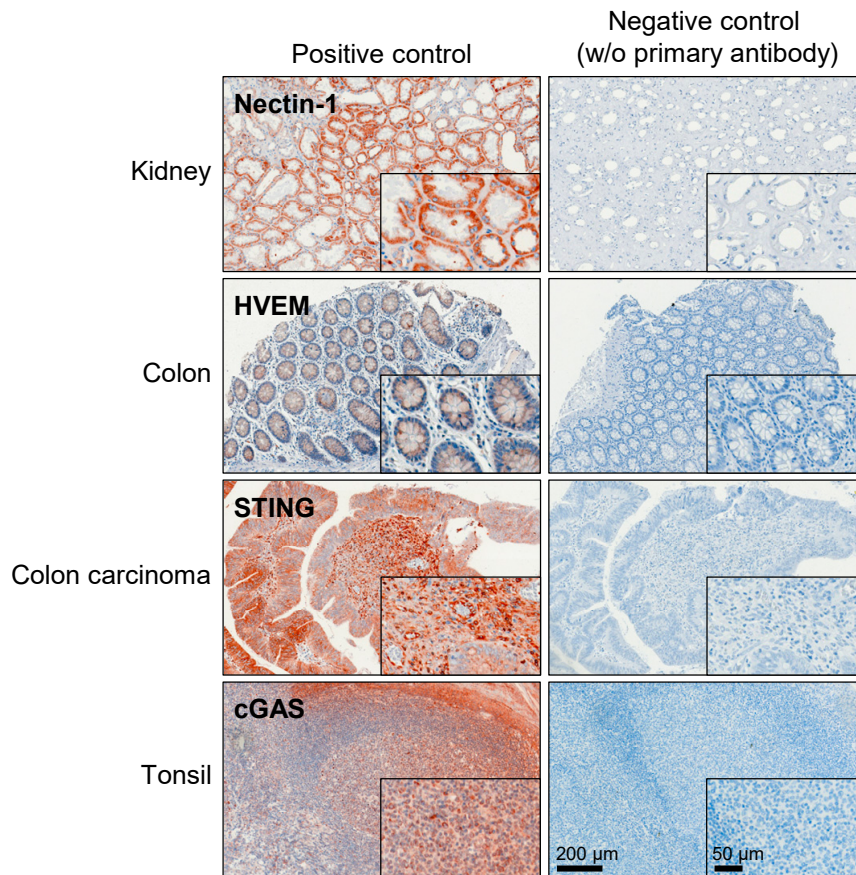 Positive control
Negative control
(w/o primary antibody)
Kidney
Nectin-1
Colon
HVEM
Colon carcinoma
STING
Tonsil
cGAS
200 µm
50 µm